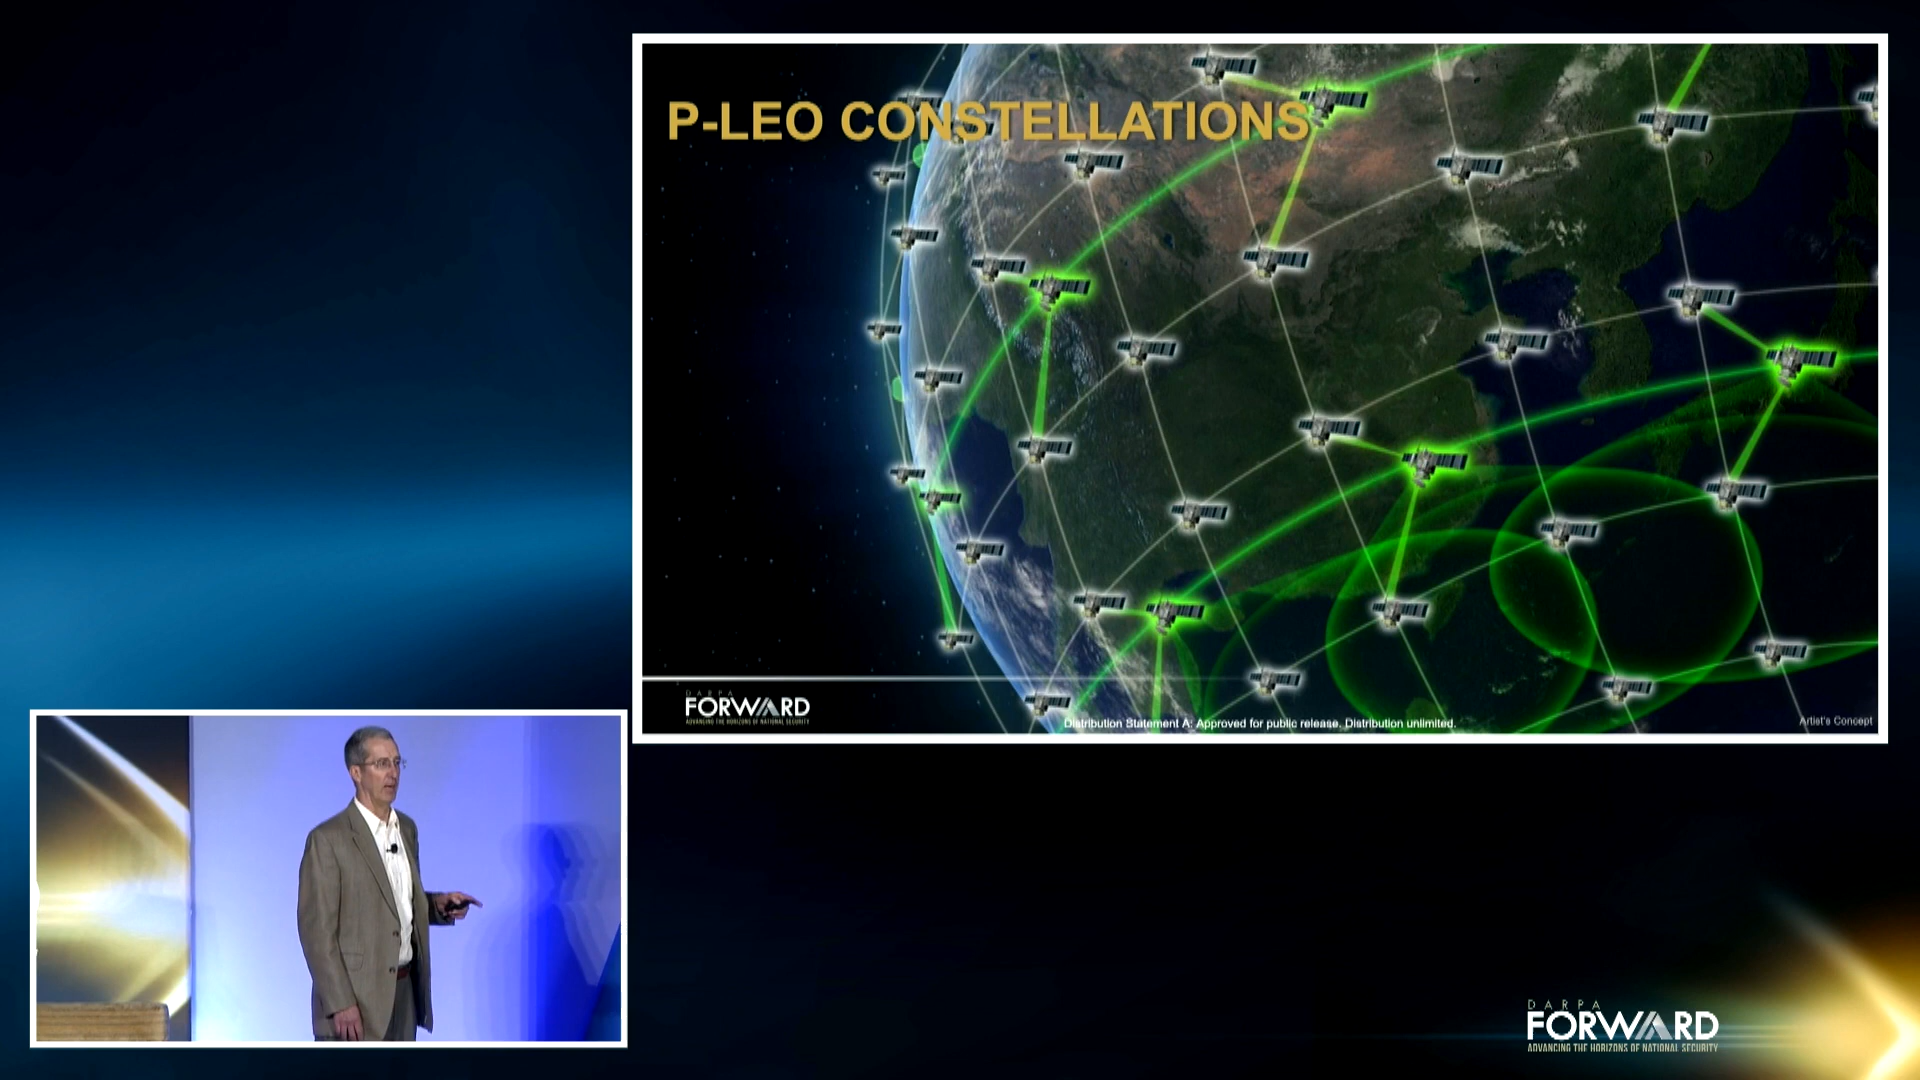 P-LEO CONSTELLATIONS
DARPA
FORWARD
ADVANCING THE HORIZONS OF NATIONAL SECURITY
Distribution Statement A: Approved for public release. Distribution unlimited.
Artist's Concept
DARPA
FORWARD
ADVANCING THE HORIZONS OF NATIONAL SECURITY